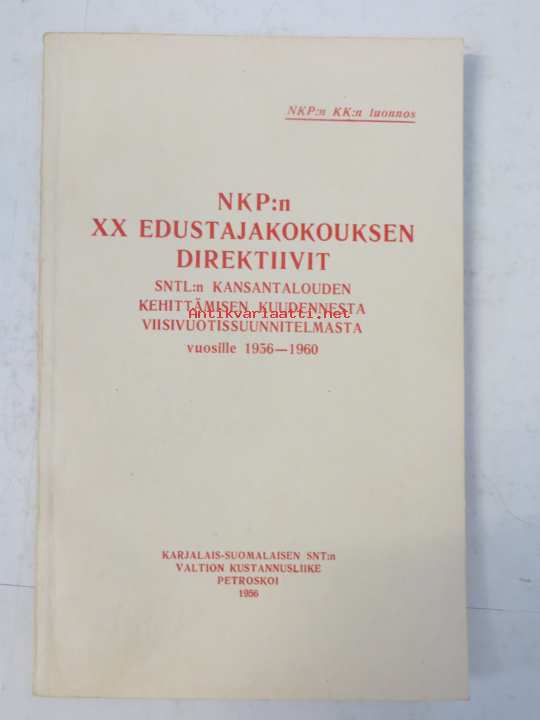 NKP:n KK:n luonnos
NKP:n
XX EDUSTAJAKOKOUKSEN
DIREKTIIVIT
SNTL:n KANSANTALOUDEN
KEHITTÄMISEN KUUDENNESTA
Antikvariaatti.net
VIISIVUOTISSUUNNITELMASTA
vuosille 1956—1960
KARJALAIS-SUOMALAISEN SNT:n
VALTION KUSTANNUSLIIKE
PETROSKOI
1956